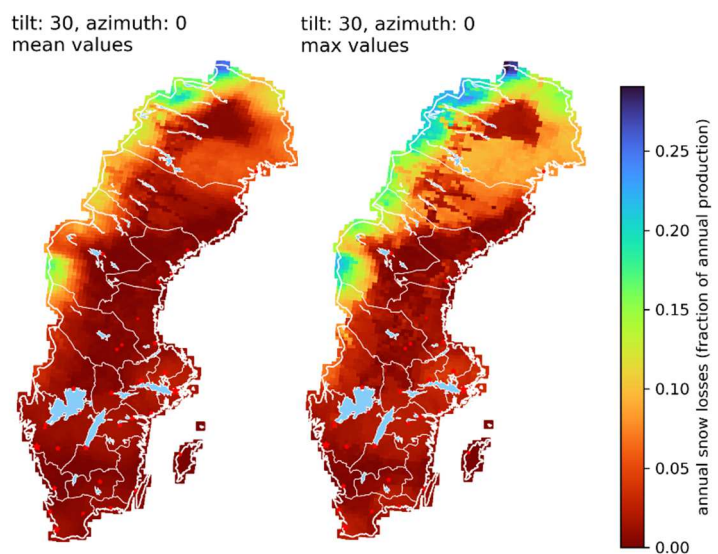 tilt: 30, azimuth: 0
mean values
tilt: 30, azimuth: 0
max values
0.25
0.20
0.15
0.10
0.05
0.00
annual snow losses (fraction of annual production)